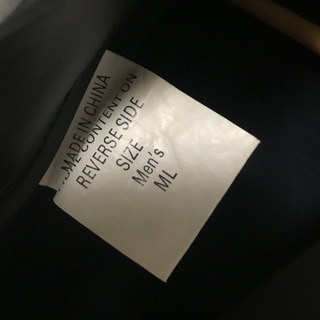 MADE IN CHINA
CONTENT ON
REVERSE SIDE
SIZE
Men's
ML